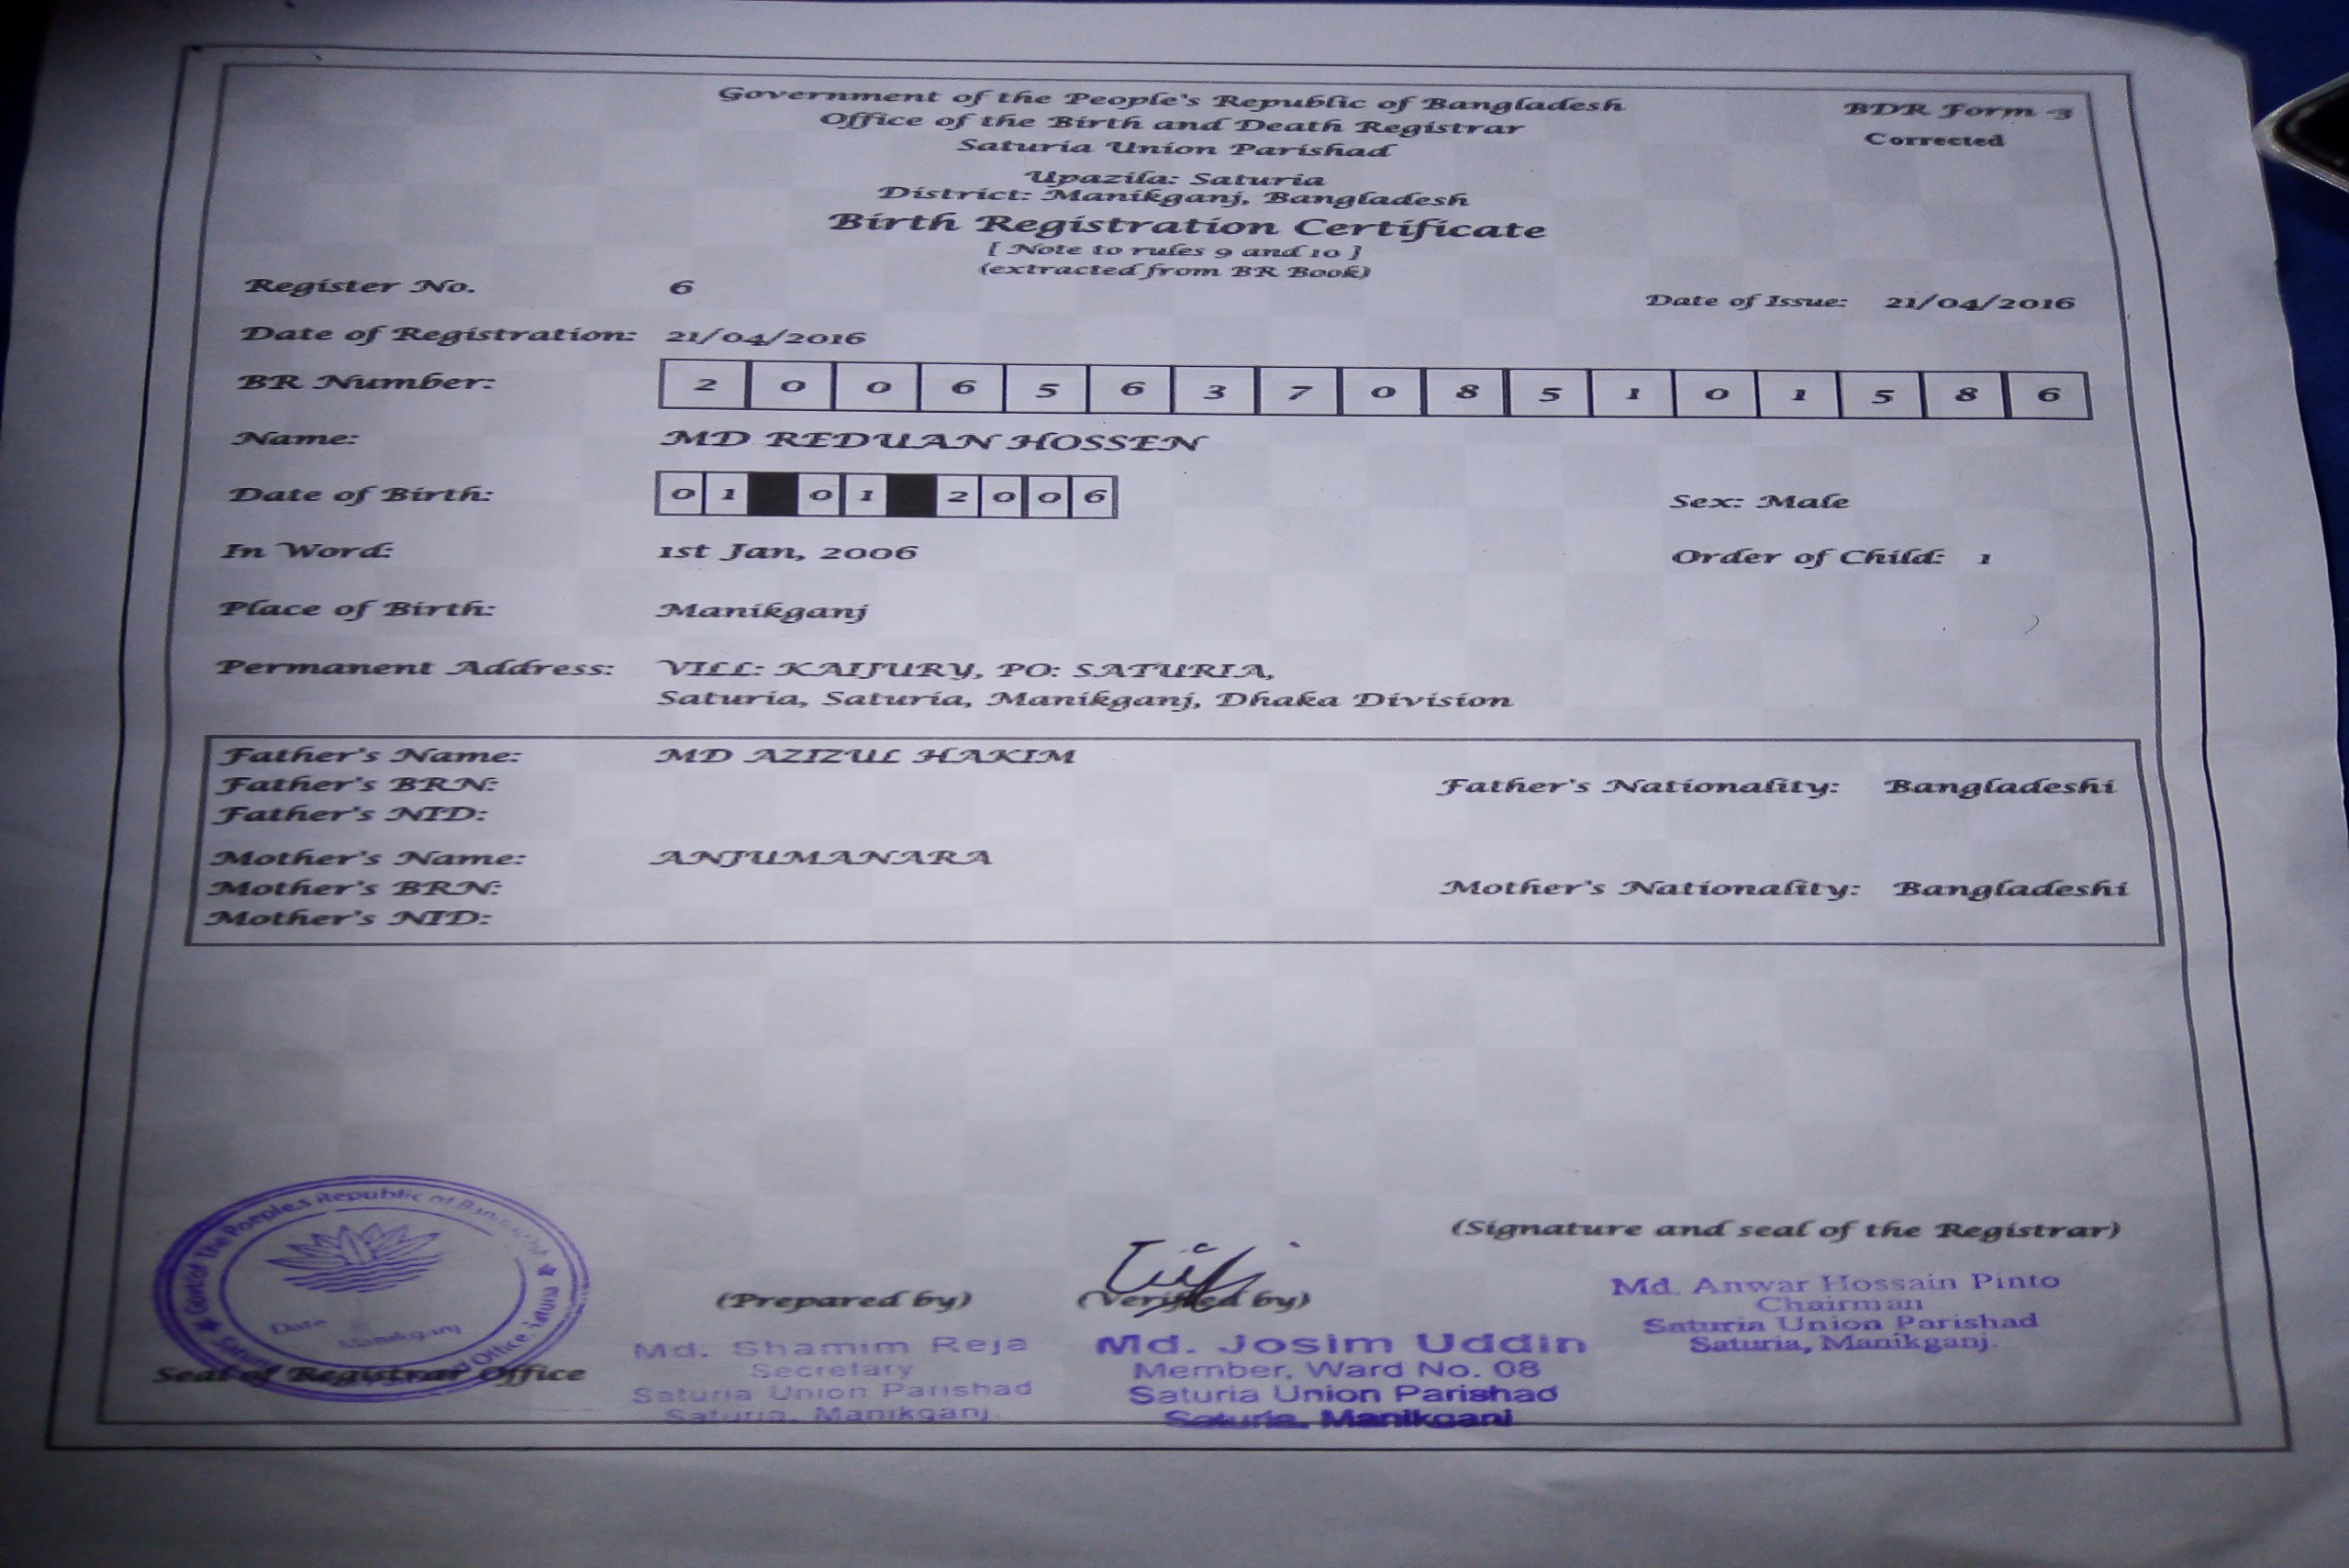 Government of the People's Republic of Bangladesh
BDR Form -3
Office of the Birth and Death Registrar
Corrected
Saturia Union Parishad
Upazila: Saturia
District: Manikganj, Bangladesh
Birth Registration Certificate
[ Note to rules 9 and 10 ]
(extracted from BR Book)
Register No. 6
Date of Issue: 21/04/2016
Date of Registration: 21/04/2016
BR Number: 2 0 0 6 5 6 3 7 0 8 5 1 0 1 5 8 6
Name: MD REDUAN HOSSEN
Date of Birth: 0 1 0 1 2 0 0 6
Sex: Male
In Word: 1st Jan, 2006
Order of Child: 1
Place of Birth: Manikganj
Permanent Address: VILL: KAIJURY, PO: SATURIA,
Saturia, Saturia, Manikganj, Dhaka Division
Father's Name: MD AZIZUL HAKIM
Father's BRN:
Father's Nationality: Bangladeshi
Father's NID:
Mother's Name: ANJUMANARA
Mother's BRN:
Mother's Nationality: Bangladeshi
Mother's NID:
(Signature and seal of the Registrar)
Md. Anwar Hossain Pinto
Chairman
Saturia Union Parishad
Saturia, Manikganj.
(Prepared by)
Md. Shamim Reja
Secretary
Saturia Union Parishad
Saturia, Manikganj.
(Verified by)
Md. Josim Uddin
Member, Ward No. 08
Saturia Union Parishad
Saturia, Manikganj
the Poeple,s Republic of
Date
Manikganj
Office, Saturia
Seal of Registrar Office